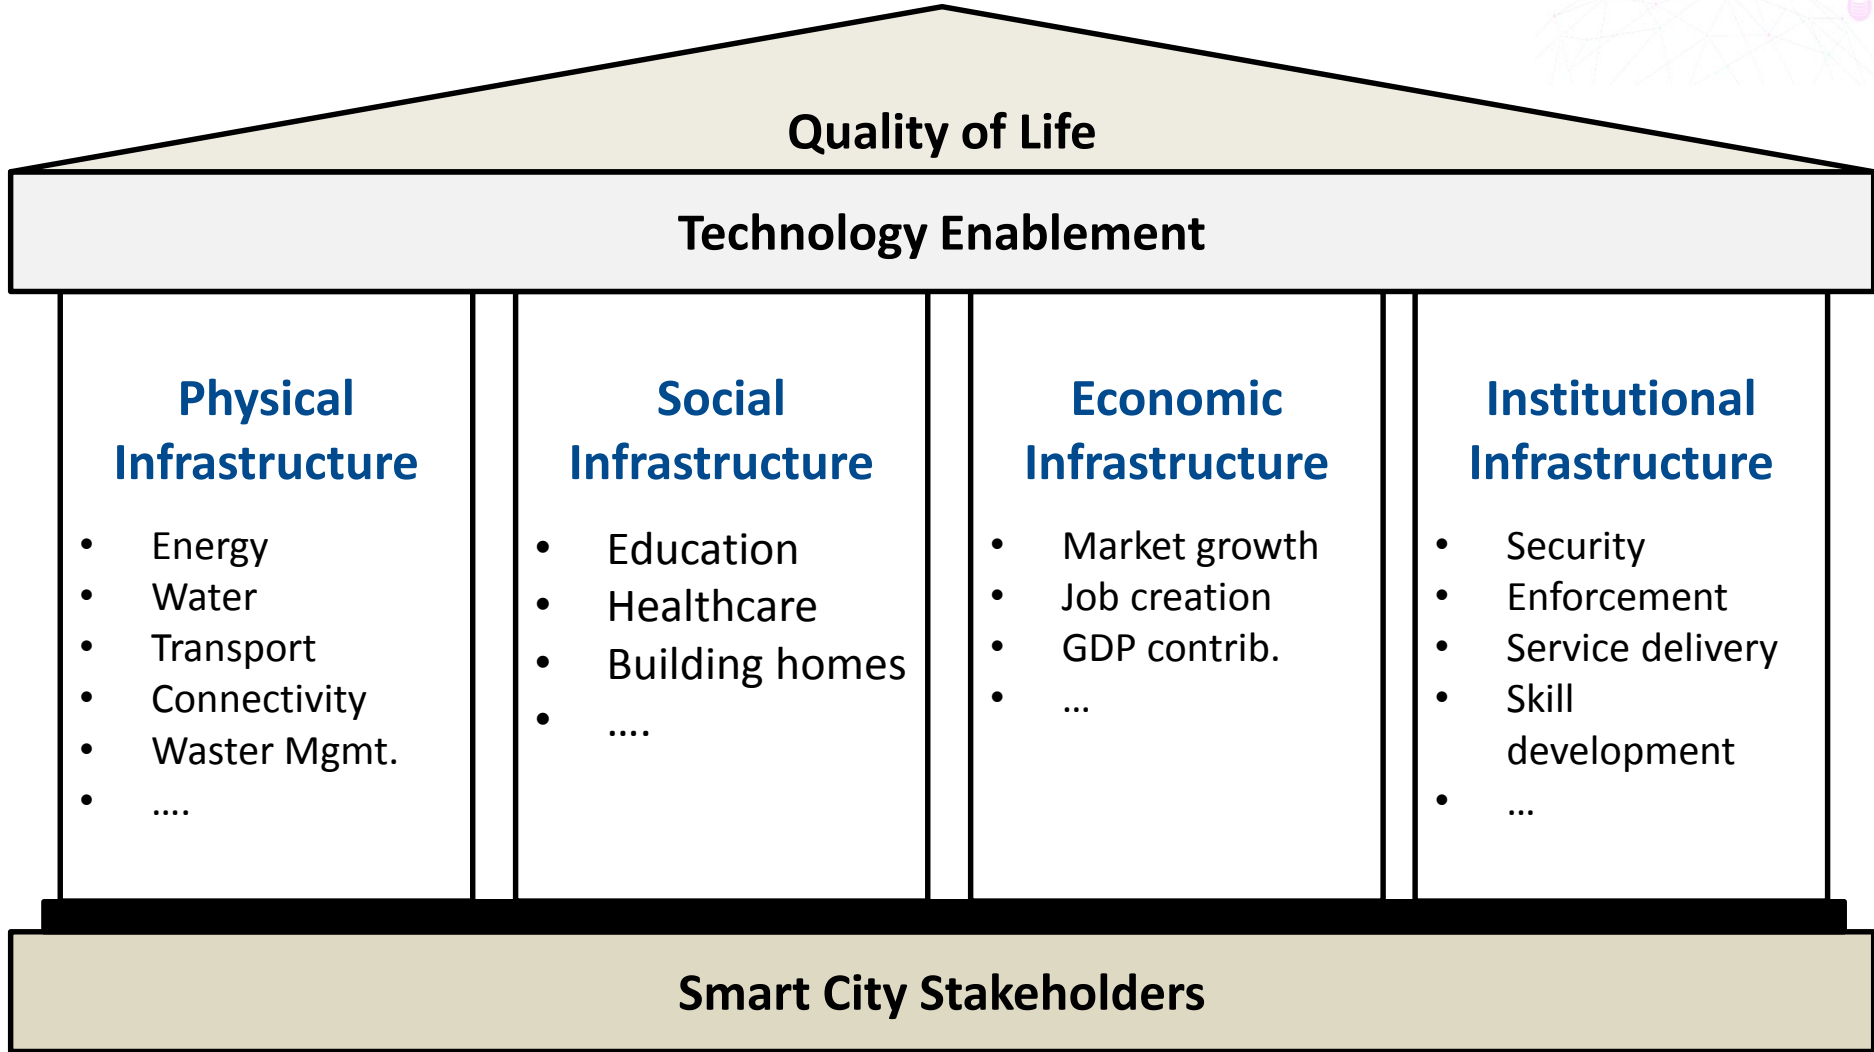 Quality of Life
Technology Enablement
Physical
Infrastructure
• Energy
• Water
• Transport
• Connectivity
• Waster Mgmt.
• ....
Social
Infrastructure
• Education
• Healthcare
• Building homes
• ....
Economic
Infrastructure
• Market growth
• Job creation
• GDP contrib.
• ...
Institutional
Infrastructure
• Security
• Enforcement
• Service delivery
• Skill
development
• ...
Smart City Stakeholders